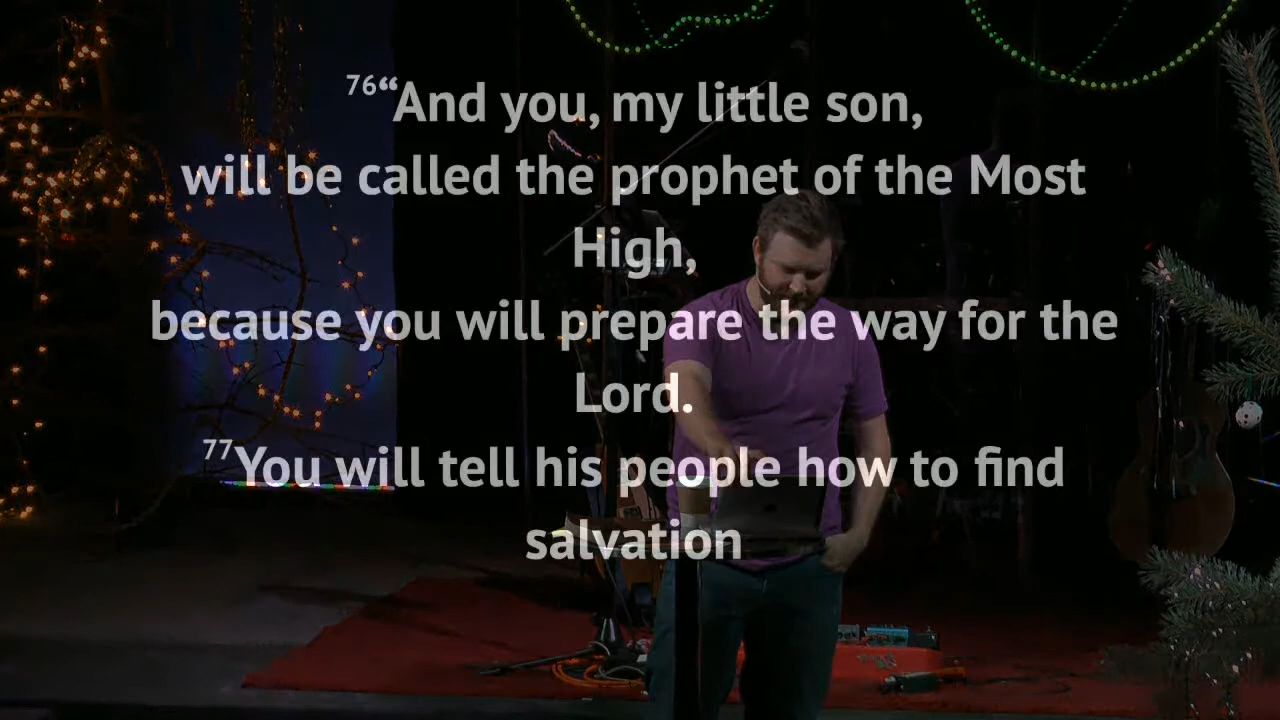 76“And you, my little son,
will be called the prophet of the Most
High,
because you will prepare the way for the
Lord.
77You will tell his people how to find
salvation